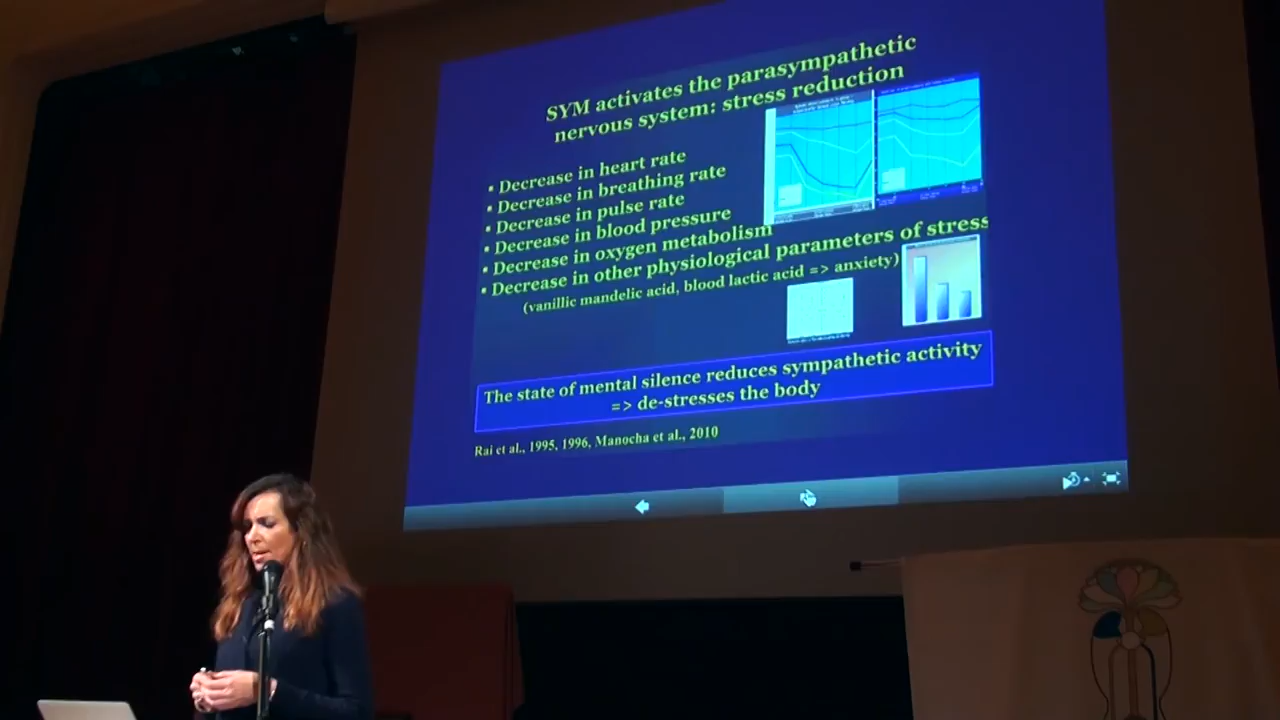 SYM activates the parasympathetic
nervous system: stress reduction
▪ Decrease in heart rate
▪ Decrease in breathing rate
▪ Decrease in pulse rate
▪ Decrease in blood pressure
▪ Decrease in oxygen metabolism
▪ Decrease in other physiological parameters of stress
(vanillic mandelic acid, blood lactic acid => anxiety)
The state of mental silence reduces sympathetic activity
=> de-stresses the body
Rai et al., 1995, 1996, Manocha et al., 2010